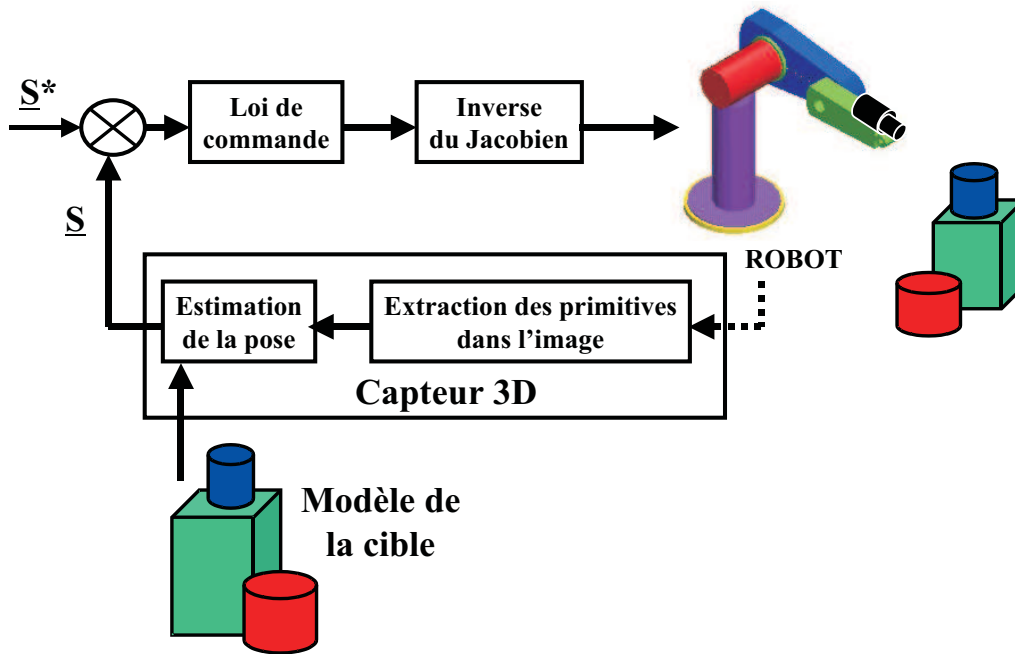 S*
Loi de
commande
Inverse
du Jacobien
S
ROBOT
Estimation
de la pose
Extraction des primitives
dans l’image
Capteur 3D
Modèle de
la cible